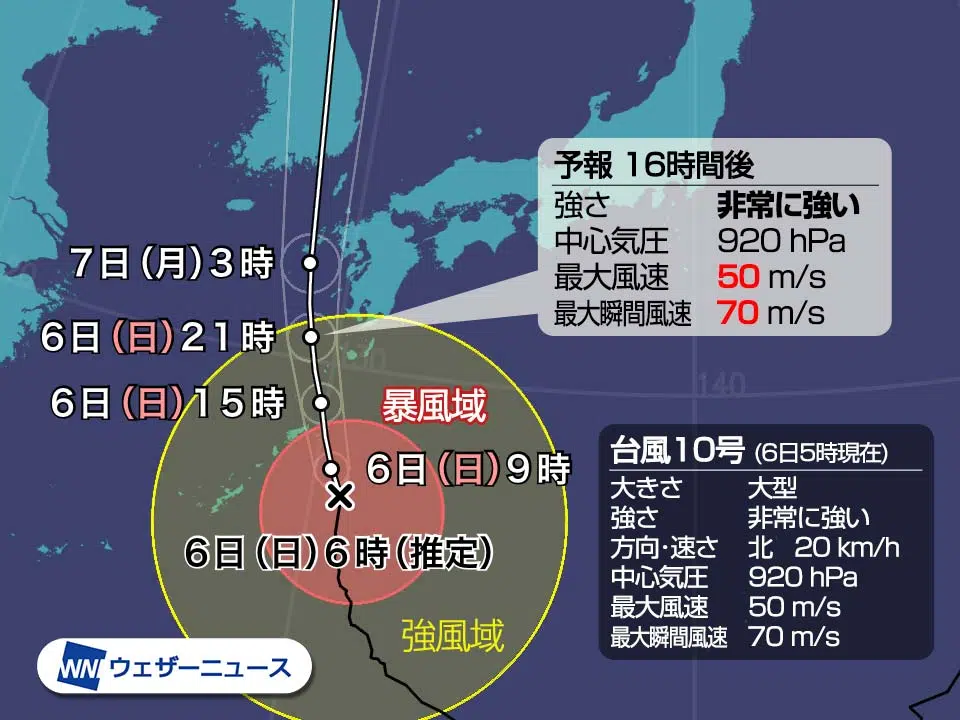 予報 16時間後
強さ 非常に強い
中心気圧 920 hPa
最大風速 50 m/s
最大瞬間風速 70 m/s
7日(月)3時
6日(日)21時
6日(日)15時
140
暴風域
6日(日)9時
6日(日)6時(推定)
強風域
台風10号 (6日5時現在)
大きさ 大型
強さ 非常に強い
方向・速さ 北 20 km/h
中心気圧 920 hPa
最大風速 50 m/s
最大瞬間風速 70 m/s
WN ウェザーニュース